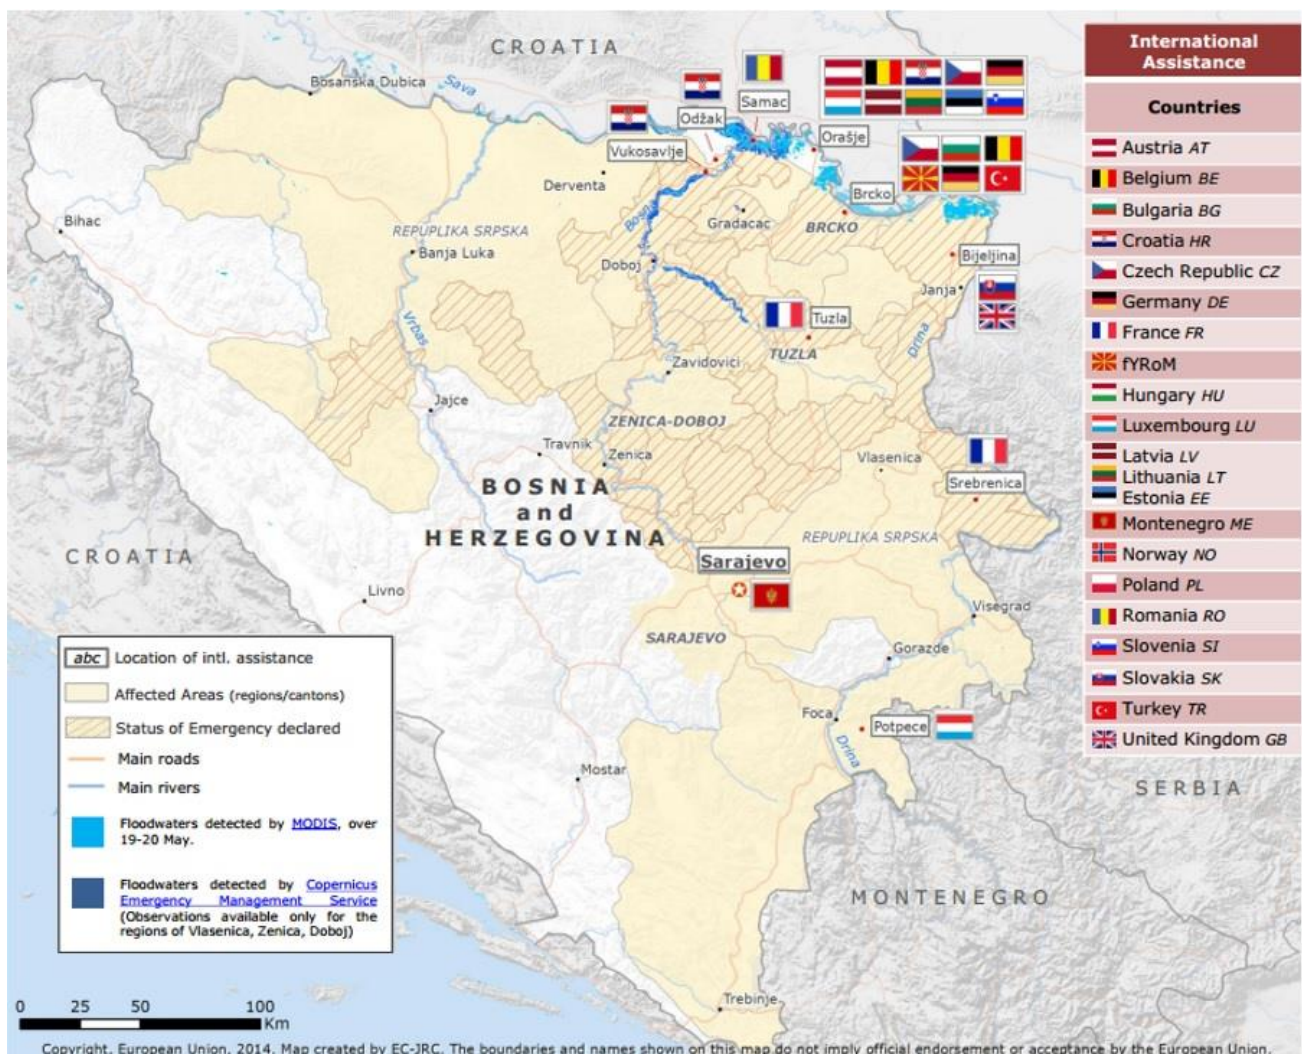 CROATIA
Bosanska Dubica
Sava
Samac
Odžak
Orašje
Vukosavlje
Derventa
Brcko
Bihac
Bosna
Gradacac
REPUPLIKA SRPSKA
BRCKO
Banja Luka
Doboj
Bijeljina
Janja
Vrbas
Tuzla
Drina
TUZLA
Zavidovici
Jajce
ZENICA-DOBOJ
Travnik
Zenica
Vlasenica
Srebrenica
BOSNIA
and
HERZEGOVINA
REPUPLIKA SRPSKA
CROATIA
Sarajevo
Livno
Visegrad
SARAJEVO
Gorazde
Foca
Potpece
Drina
Mostar
SERBIA
MONTENEGRO
Trebinje
International
Assistance
Countries
Austria AT
Belgium BE
Bulgaria BG
Croatia HR
Czech Republic CZ
Germany DE
France FR
fYRoM
Hungary HU
Luxembourg LU
Latvia LV
Lithuania LT
Estonia EE
Montenegro ME
Norway NO
Poland PL
Romania RO
Slovenia SI
Slovakia SK
Turkey TR
United Kingdom GB
abc Location of intl. assistance
Affected Areas (regions/cantons)
Status of Emergency declared
Main roads
Main rivers
Floodwaters detected by MODIS, over
19-20 May.
Floodwaters detected by Copernicus
Emergency Management Service
(Observations available only for the
regions of Vlasenica, Zenica, Doboj)
0 25 50 100
Km
Copyright, European Union, 2014. Map created by EC-JRC. The boundaries and names shown on this map do not imply official endorsement or acceptance by the European Union.